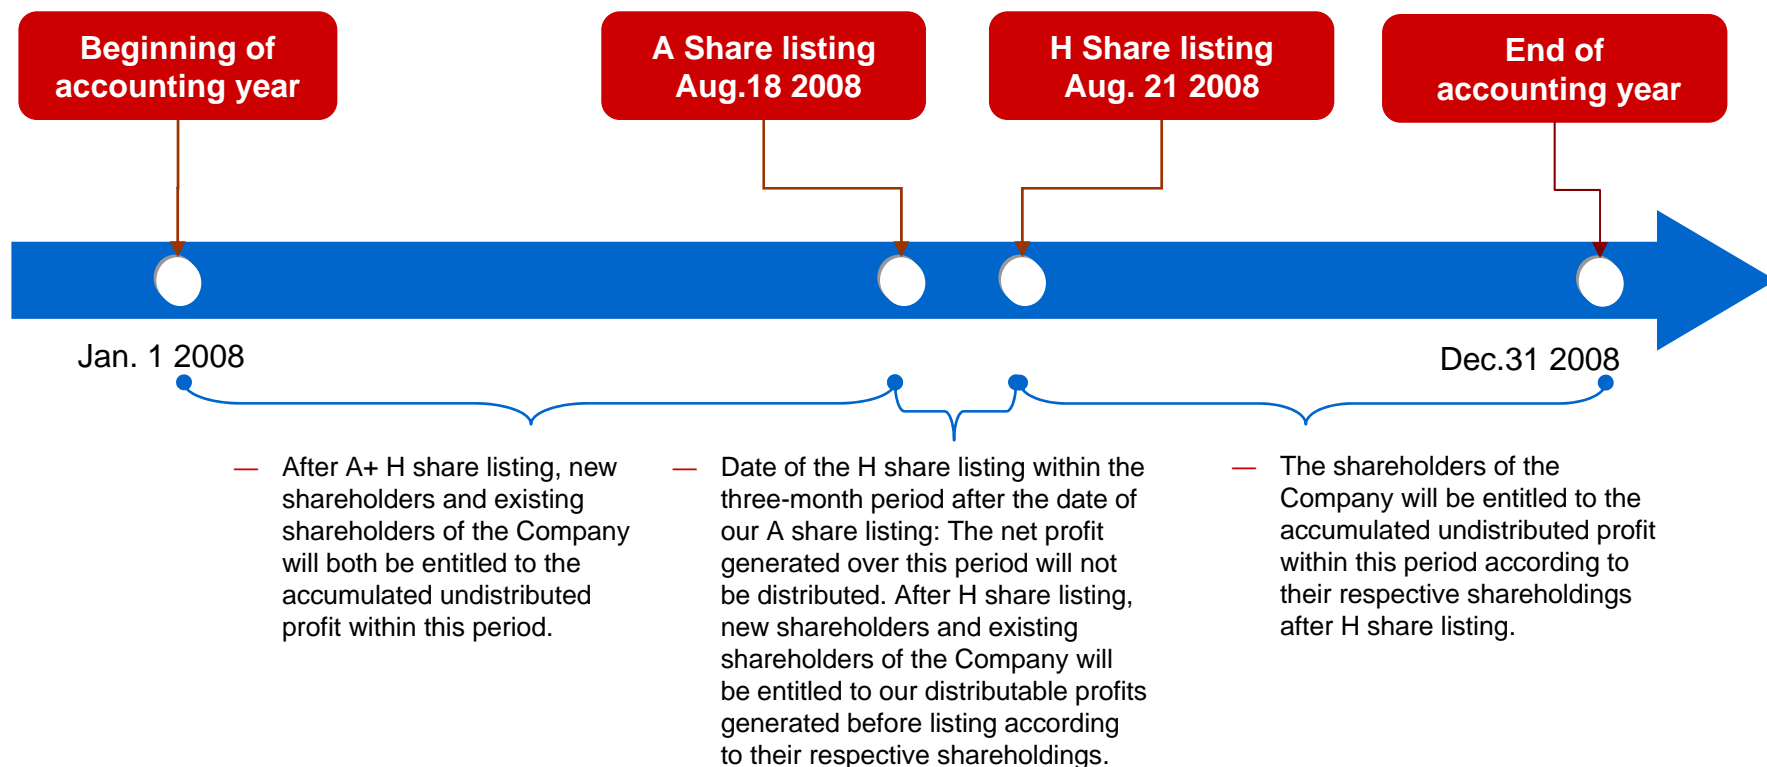 Beginning of
accounting year
A Share listing
Aug.18 2008
H Share listing
Aug. 21 2008
End of
accounting year
Jan. 1 2008
Dec.31 2008
— After A+ H share listing, new
shareholders and existing
shareholders of the Company
will both be entitled to the
accumulated undistributed
profit within this period.
— Date of the H share listing within the
three-month period after the date of
our A share listing: The net profit
generated over this period will not
be distributed. After H share listing,
new shareholders and existing
shareholders of the Company will
be entitled to our distributable profits
generated before listing according
to their respective shareholdings.
— The shareholders of the
Company will be entitled to the
accumulated undistributed profit
within this period according to
their respective shareholdings
after H share listing.